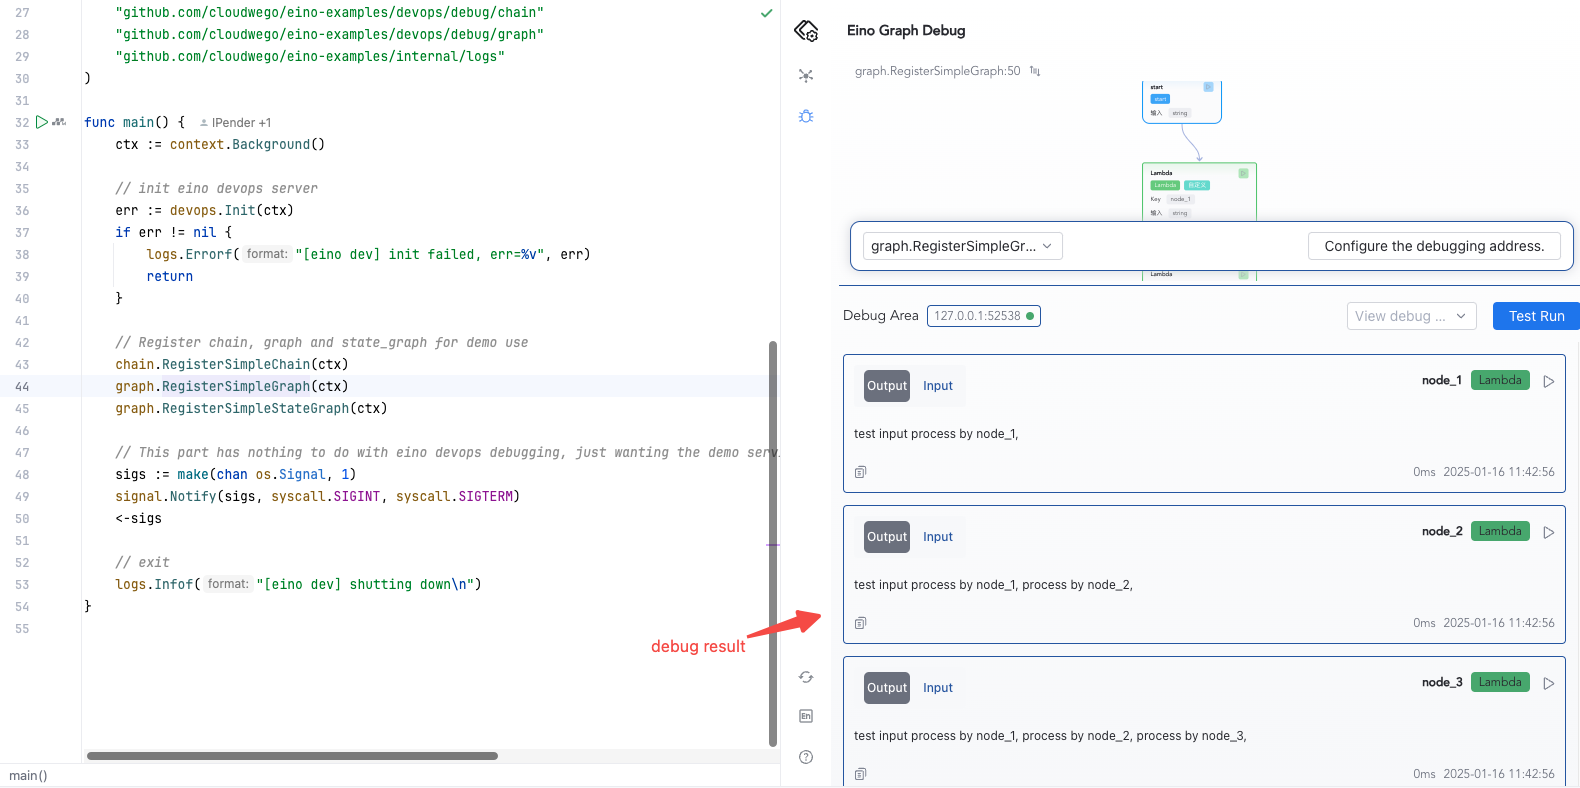 27 "github.com/cloudwego/eino-examples/devops/debug/chain"
28 "github.com/cloudwego/eino-examples/devops/debug/graph"
29 "github.com/cloudwego/eino-examples/internal/logs"
30 )
31
32 func main() { IPender +1
33 ctx := context.Background()
34
35 // init eino devops server
36 err := devops.Init(ctx)
37 if err != nil {
38 logs.Errorf( format: "[eino dev] init failed, err=%v", err)
39 return
40 }
41
42 // Register chain, graph and state_graph for demo use
43 chain.RegisterSimpleChain(ctx)
44 graph.RegisterSimpleGraph(ctx)
45 graph.RegisterSimpleStateGraph(ctx)
46
47 // This part has nothing to do with eino devops debugging, just wanting the demo serv
48 sigs := make(chan os.Signal, 1)
49 signal.Notify(sigs, syscall.SIGINT, syscall.SIGTERM)
50 <-sigs
51
52 // exit
53 logs.Infof( format: "[eino dev] shutting down\n")
54 }
55
debug result
main()
Eino Graph Debug
graph.RegisterSimpleGraph:50
start
start
输入 string
Lambda
Lambda 自定义
Key node_1
输入 string
graph.RegisterSimpleGr... Configure the debugging address.
Lambda
Debug Area 127.0.0.1:52538 View debug ... Test Run
Output Input node_1 Lambda
test input process by node_1,
0ms 2025-01-16 11:42:56
Output Input node_2 Lambda
test input process by node_1, process by node_2,
0ms 2025-01-16 11:42:56
Output Input node_3 Lambda
test input process by node_1, process by node_2, process by node_3,
0ms 2025-01-16 11:42:56
En